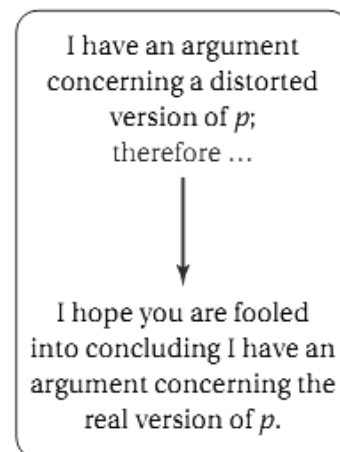 I have an argument
concerning a distorted
version of p;
therefore …
I hope you are fooled
into concluding I have an
argument concerning the
real version of p.